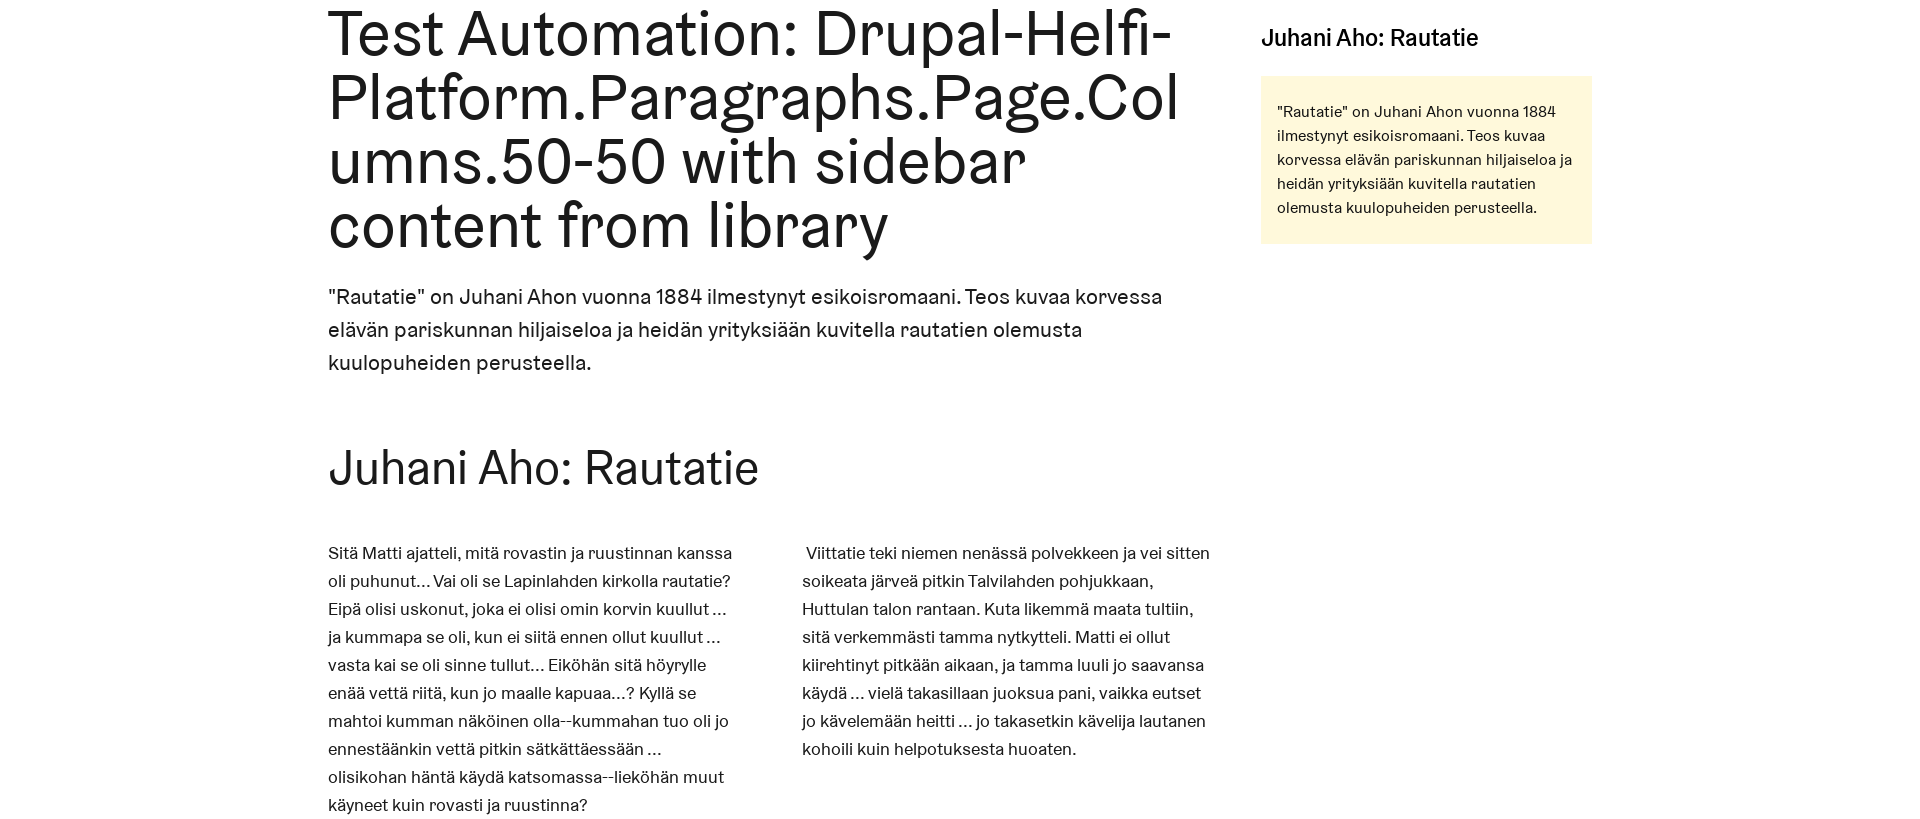 Test Automation: Drupal-Helfi-
Platform.Paragraphs.Page.Col
umns.50-50 with sidebar
content from library
"Rautatie" on Juhani Ahon vuonna 1884 ilmestynyt esikoisromaani. Teos kuvaa korvessa
elävän pariskunnan hiljaiseloa ja heidän yrityksiään kuvitella rautatien olemusta
kuulopuheiden perusteella.
Juhani Aho: Rautatie
Sitä Matti ajatteli, mitä rovastin ja ruustinnan kanssa
oli puhunut... Vai oli se Lapinlahden kirkolla rautatie?
Eipä olisi uskonut, joka ei olisi omin korvin kuullut ...
ja kummapa se oli, kun ei siitä ennen ollut kuullut ...
vasta kai se oli sinne tullut... Eiköhän sitä höyrylle
enää vettä riitä, kun jo maalle kapuaa...? Kyllä se
mahtoi kumman näköinen olla--kummahan tuo oli jo
ennestäänkin vettä pitkin sätkättäessään ...
olisikohan häntä käydä katsomassa--lieköhän muut
käyneet kuin rovasti ja ruustinna?
Viittatie teki niemen nenässä polvekkeen ja vei sitten
soikeata järveä pitkin Talvilahden pohjukkaan,
Huttulan talon rantaan. Kuta likemmä maata tultiin,
sitä verkemmästi tamma nytkytteli. Matti ei ollut
kiirehtinyt pitkään aikaan, ja tamma luuli jo saavansa
käydä ... vielä takasillaan juoksua pani, vaikka eutset
jo kävelemään heitti ... jo takasetkin kävelija lautanen
kohoili kuin helpotuksesta huoaten.
Juhani Aho: Rautatie
"Rautatie" on Juhani Ahon vuonna 1884
ilmestynyt esikoisromaani. Teos kuvaa
korvessa elävän pariskunnan hiljaiseloa ja
heidän yrityksiään kuvitella rautatien
olemusta kuulopuheiden perusteella.